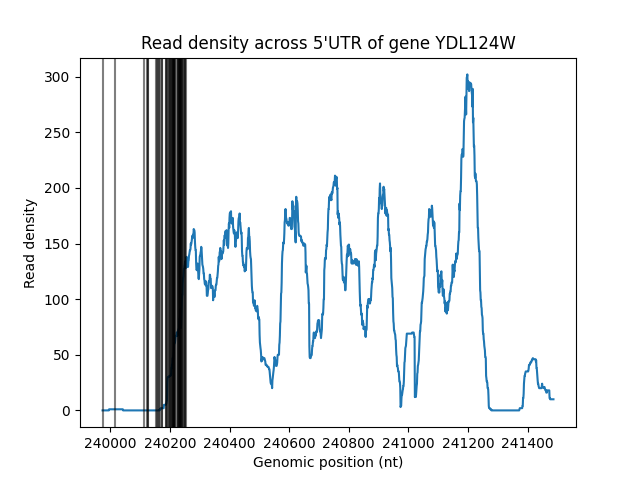 Read density across 5'UTR of gene YDL124W
300
250
200
150
100
50
0
Read density
240000 240200 240400 240600 240800 241000 241200 241400
Genomic position (nt)